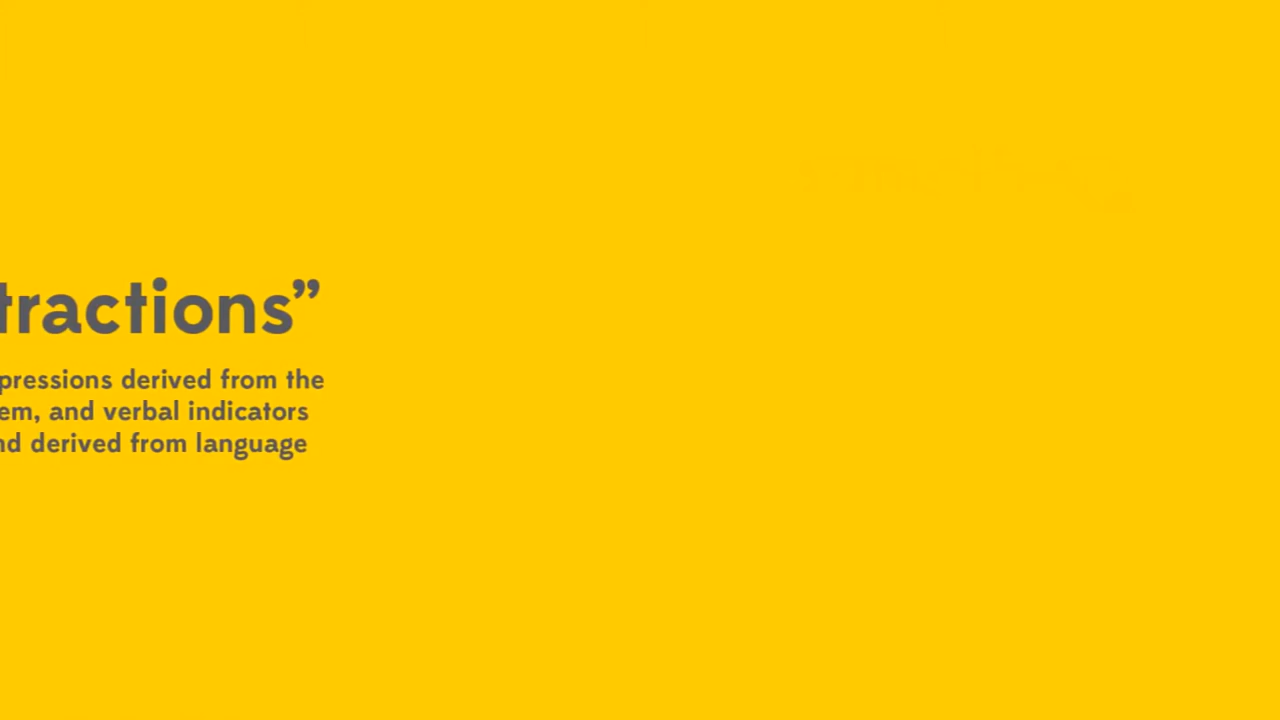 tractions”
pressions derived from the
em, and verbal indicators
nd derived from language